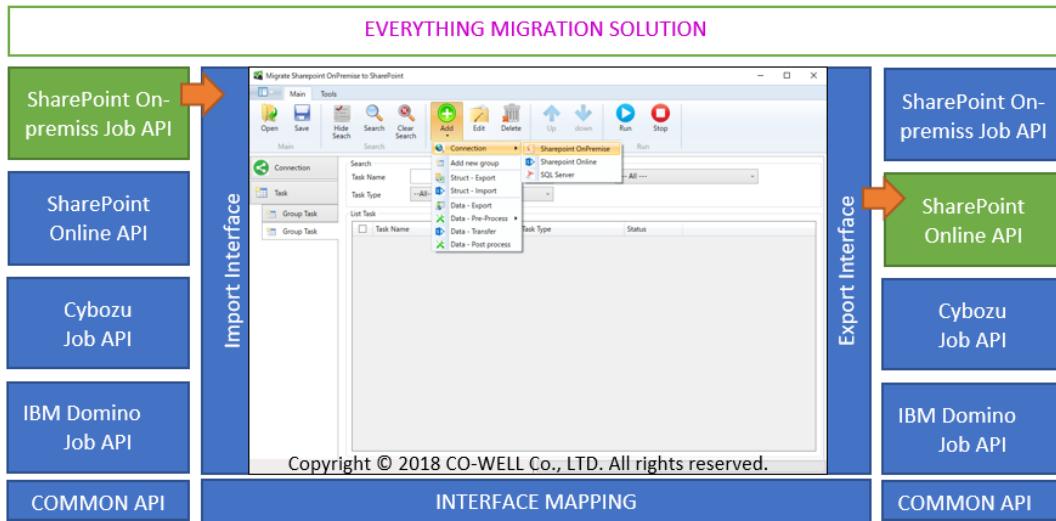 EVERYTHING MIGRATION SOLUTION
SharePoint On-
premiss Job API
SharePoint
Online API
Cybozu
Job API
IBM Domino
Job API
COMMON API
Import Interface
Migrate Sharepoint OnPremise to SharePoint
Main Tools
Open Save Hide Seach Search Clear Search Add Edit Delete Up down Run Stop
Main Search Run
Connection
Task
Group Task
Group Task
Search
Task Name
--- All ---
Task Type --All-
List Task
Task Name Task Type Status
Connection
Add new group
Struct - Export
Struct - Import
Data - Export
Data - Pre-Process
Data - Transfer
Data - Post process
Sharepoint OnPremise
Sharepoint Online
SQL Server
Copyright © 2018 CO-WELL Co., LTD. All rights reserved.
INTERFACE MAPPING
Export Interface
SharePoint On-
premiss Job API
SharePoint
Online API
Cybozu
Job API
IBM Domino
Job API
COMMON API